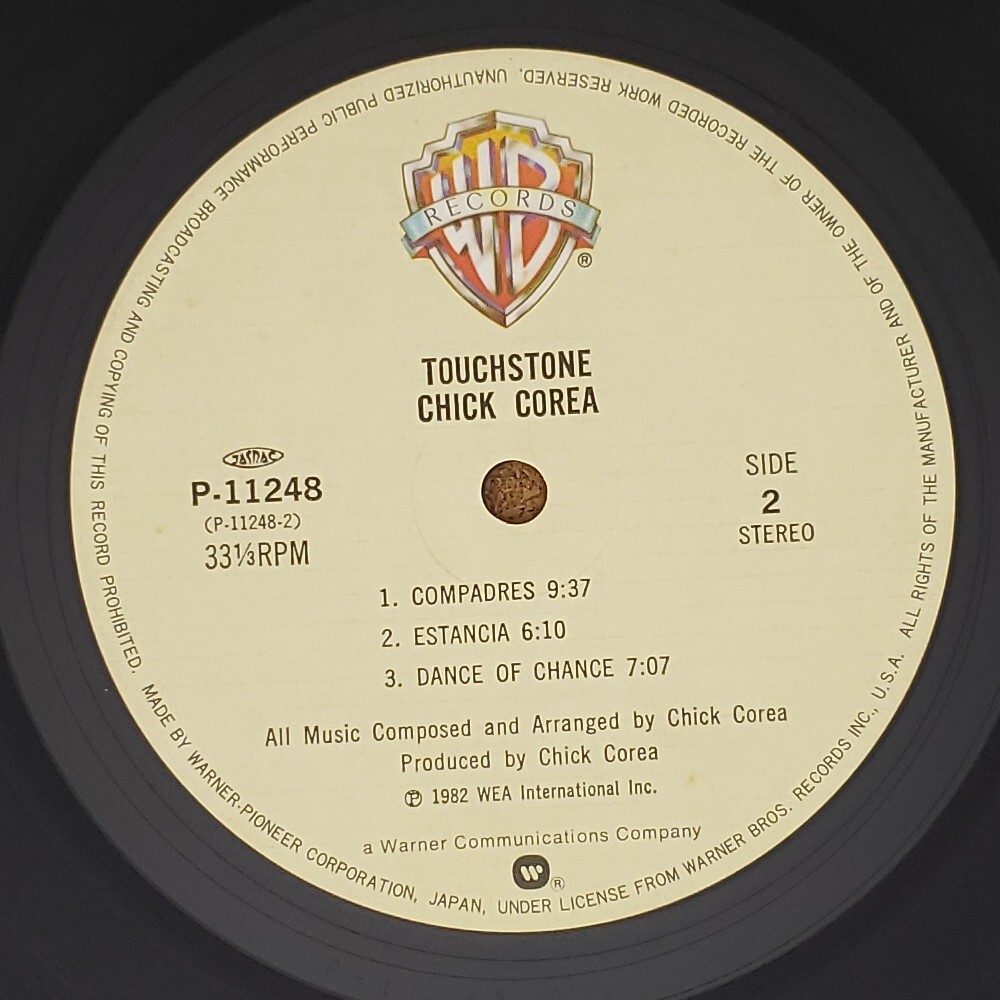 WB
RECORDS
®
TOUCHSTONE
CHICK COREA
JASRAC
P-11248
(P-11248-2)
33⅓RPM
SIDE
2
STEREO
1. COMPADRES 9:37
2. ESTANCIA 6:10
3. DANCE OF CHANCE 7:07
All Music Composed and Arranged by Chick Corea
Produced by Chick Corea
℗ 1982 WEA International Inc.
a Warner Communications Company
®
MADE BY WARNER-PIONEER CORPORATION, JAPAN, UNDER LICENSE FROM WARNER BROS. RECORDS INC., U.S.A. ALL RIGHTS OF THE MANUFACTURER AND OF THE OWNER OF THE RECORDED WORK RESERVED. UNAUTHORIZED PUBLIC PERFORMANCE BROADCASTING AND COPYING OF THIS RECORD PROHIBITED.